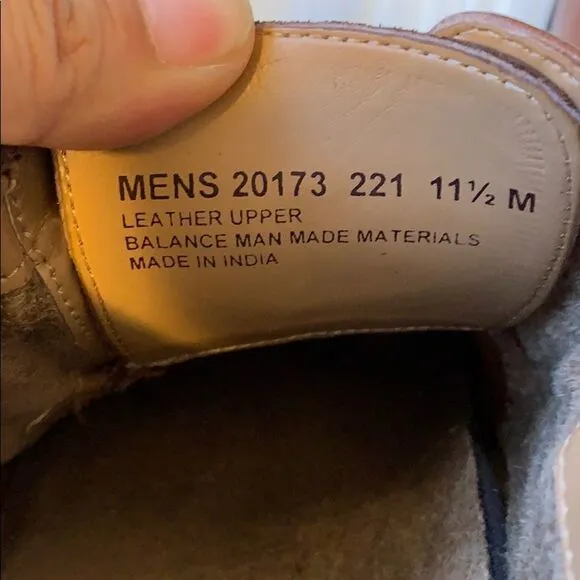 MENS 20173 221 11½ M
LEATHER UPPER
BALANCE MAN MADE MATERIALS
MADE IN INDIA